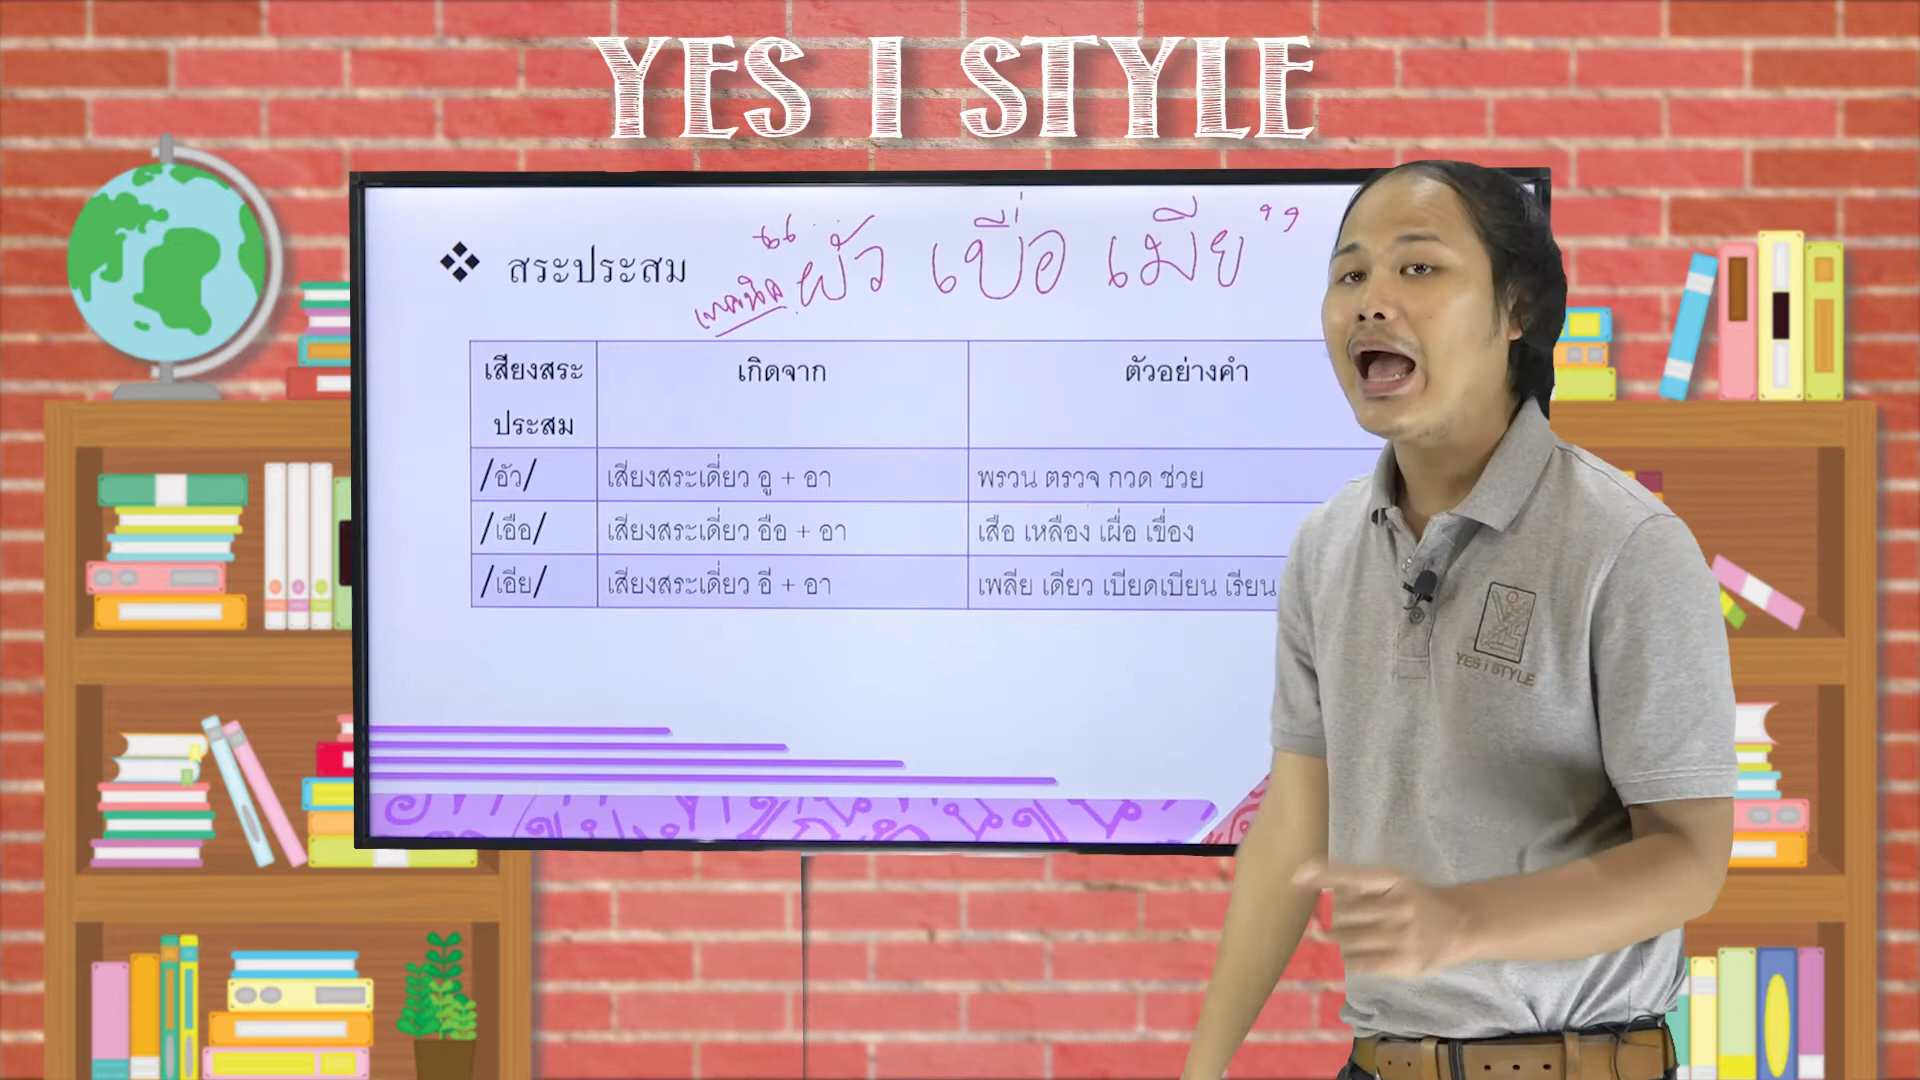 YES I STYLE
สระประสม
เทคนิค "ผัว เบื่อ เมีย"
เสียงสระ
ประสม
เกิดจาก
ตัวอย่างคำ
/อัว/ เสียงสระเดี่ยว อู + อา พรวน ตรวจ กวด ช่วย
/เอือ/ เสียงสระเดี่ยว อือ + อา เสือ เหลือง เผื่อ เขื่อง
/เอีย/ เสียงสระเดี่ยว อี + อา เพลีย เดียว เบียดเบียน เรียน
YES i STYLE